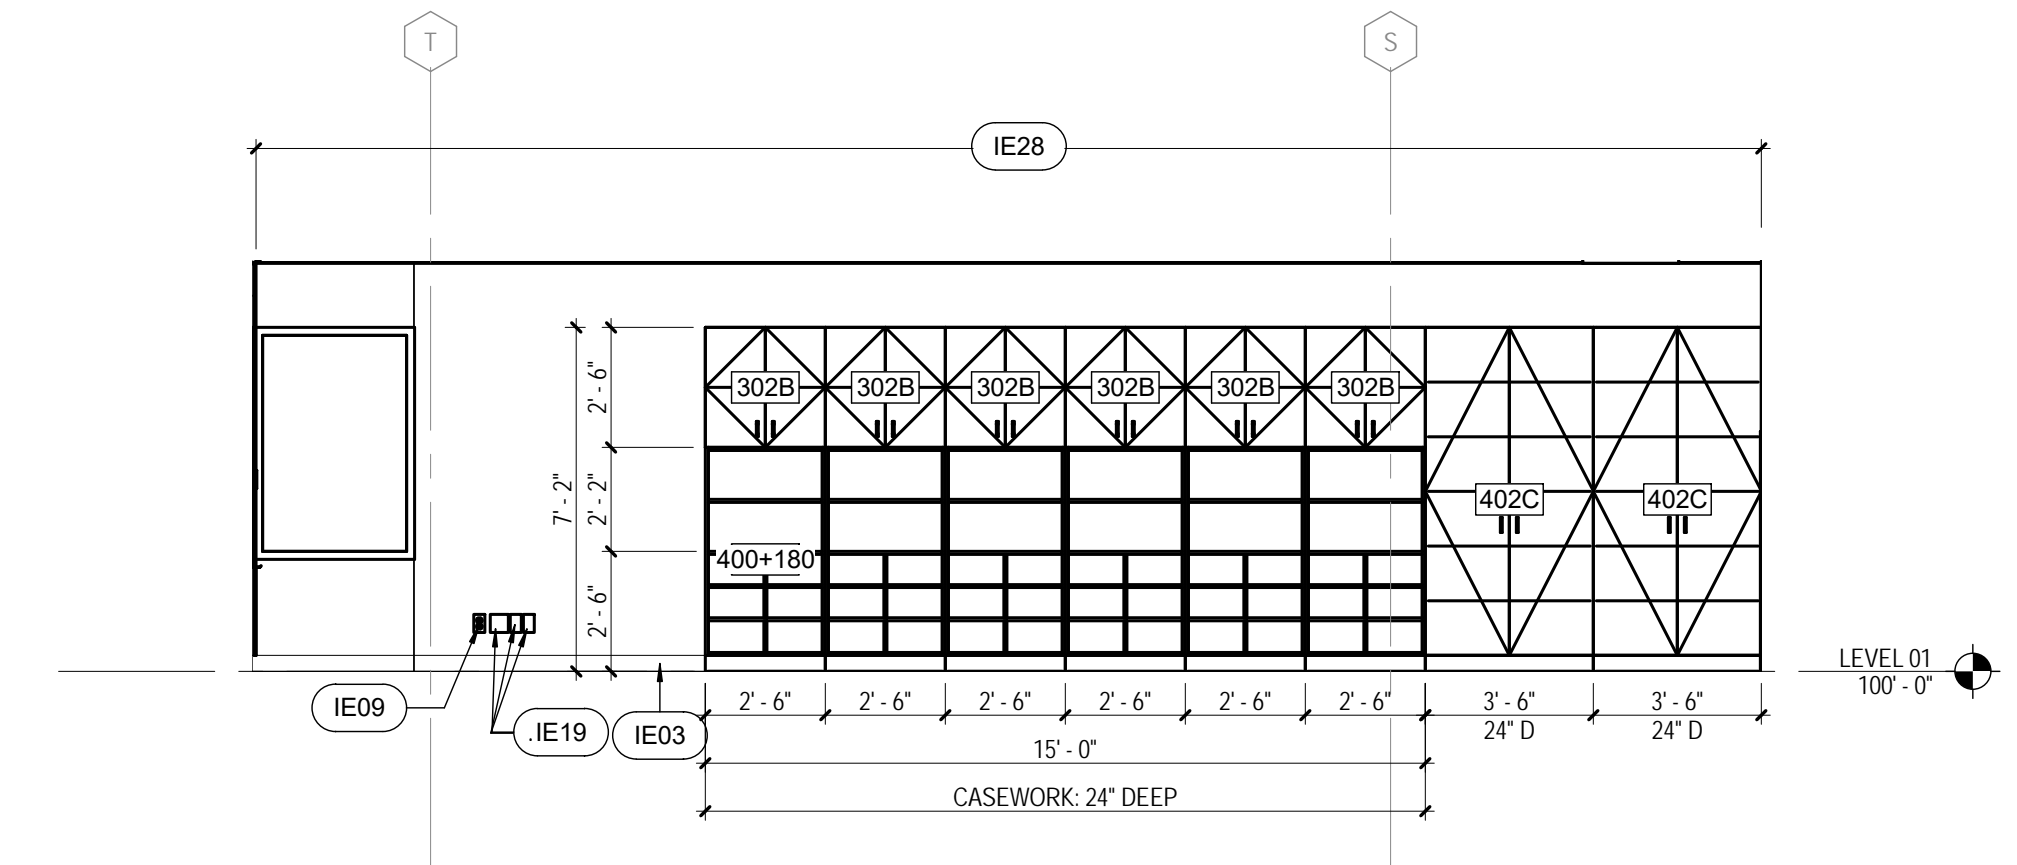 T
S
IE28
302B
302B
302B
302B
302B
302B
2' - 6"
7' - 2"
2' - 2"
2' - 6"
402C
402C
400+180
LEVEL 01
100' - 0"
IE09
.IE19
IE03
2' - 6"
2' - 6"
2' - 6"
2' - 6"
2' - 6"
2' - 6"
3' - 6"
3' - 6"
24" D
24" D
15' - 0"
CASEWORK: 24" DEEP